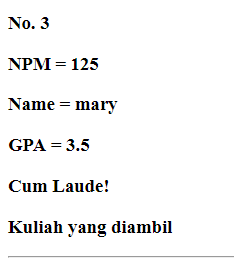 No. 3
NPM = 125
Name = mary
GPA = 3.5
Cum Laude!
Kuliah yang diambil